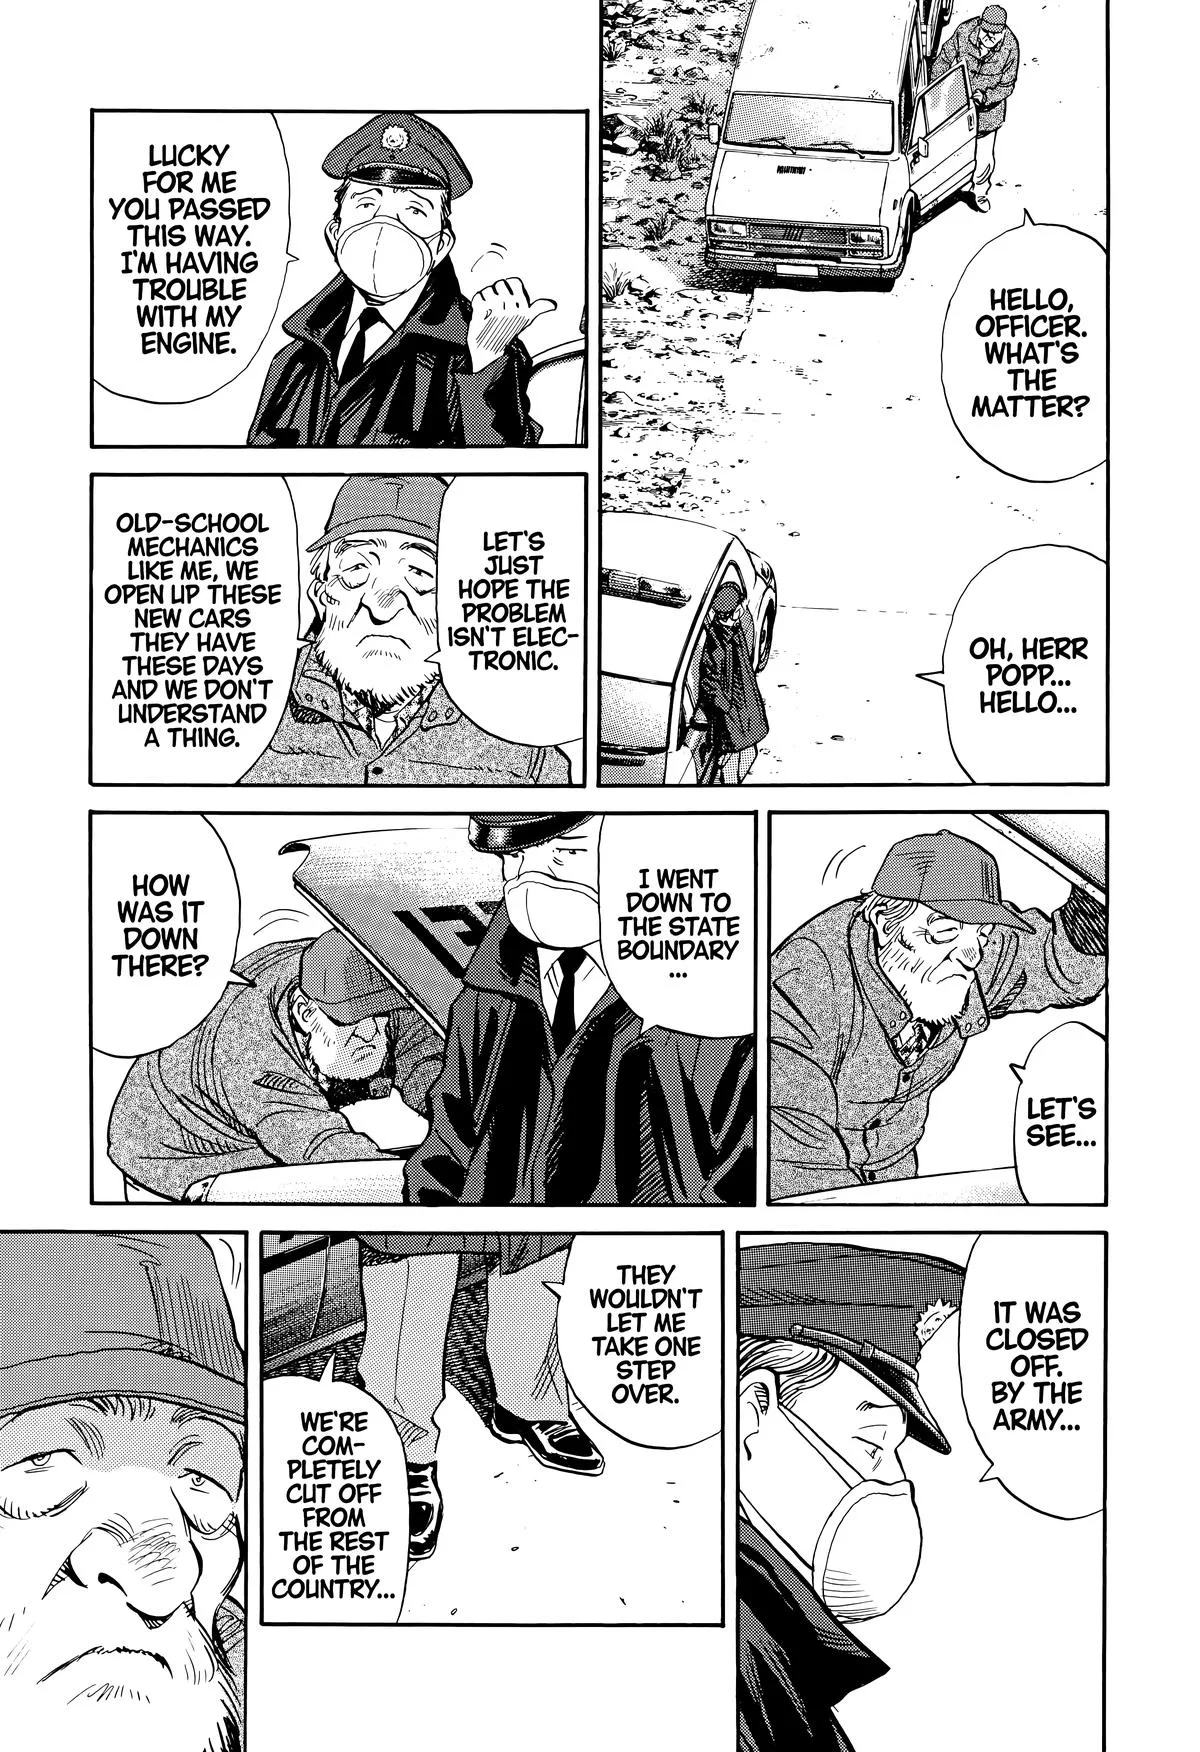 HELLO,
OFFICER.
WHAT'S
THE
MATTER?
OH, HERR
POPP...
HELLO...
LUCKY
FOR ME
YOU PASSED
THIS WAY.
I'M HAVING
TROUBLE
WITH MY
ENGINE.
LET'S
JUST
HOPE THE
PROBLEM
ISN'T ELEC-
TRONIC.
OLD-SCHOOL
MECHANICS
LIKE ME, WE
OPEN UP THESE
NEW CARS
THEY HAVE
THESE DAYS
AND WE DON'T
UNDERSTAND
A THING.
LET'S
SEE...
I WENT
DOWN TO
THE STATE
BOUNDARY
...
HOW
WAS IT
DOWN
THERE?
IT WAS
CLOSED
OFF.
BY THE
ARMY...
THEY
WOULDN'T
LET ME
TAKE ONE
STEP
OVER.
WE'RE
COM-
PLETELY
CUT OFF
FROM
THE REST
OF THE
COUNTRY...